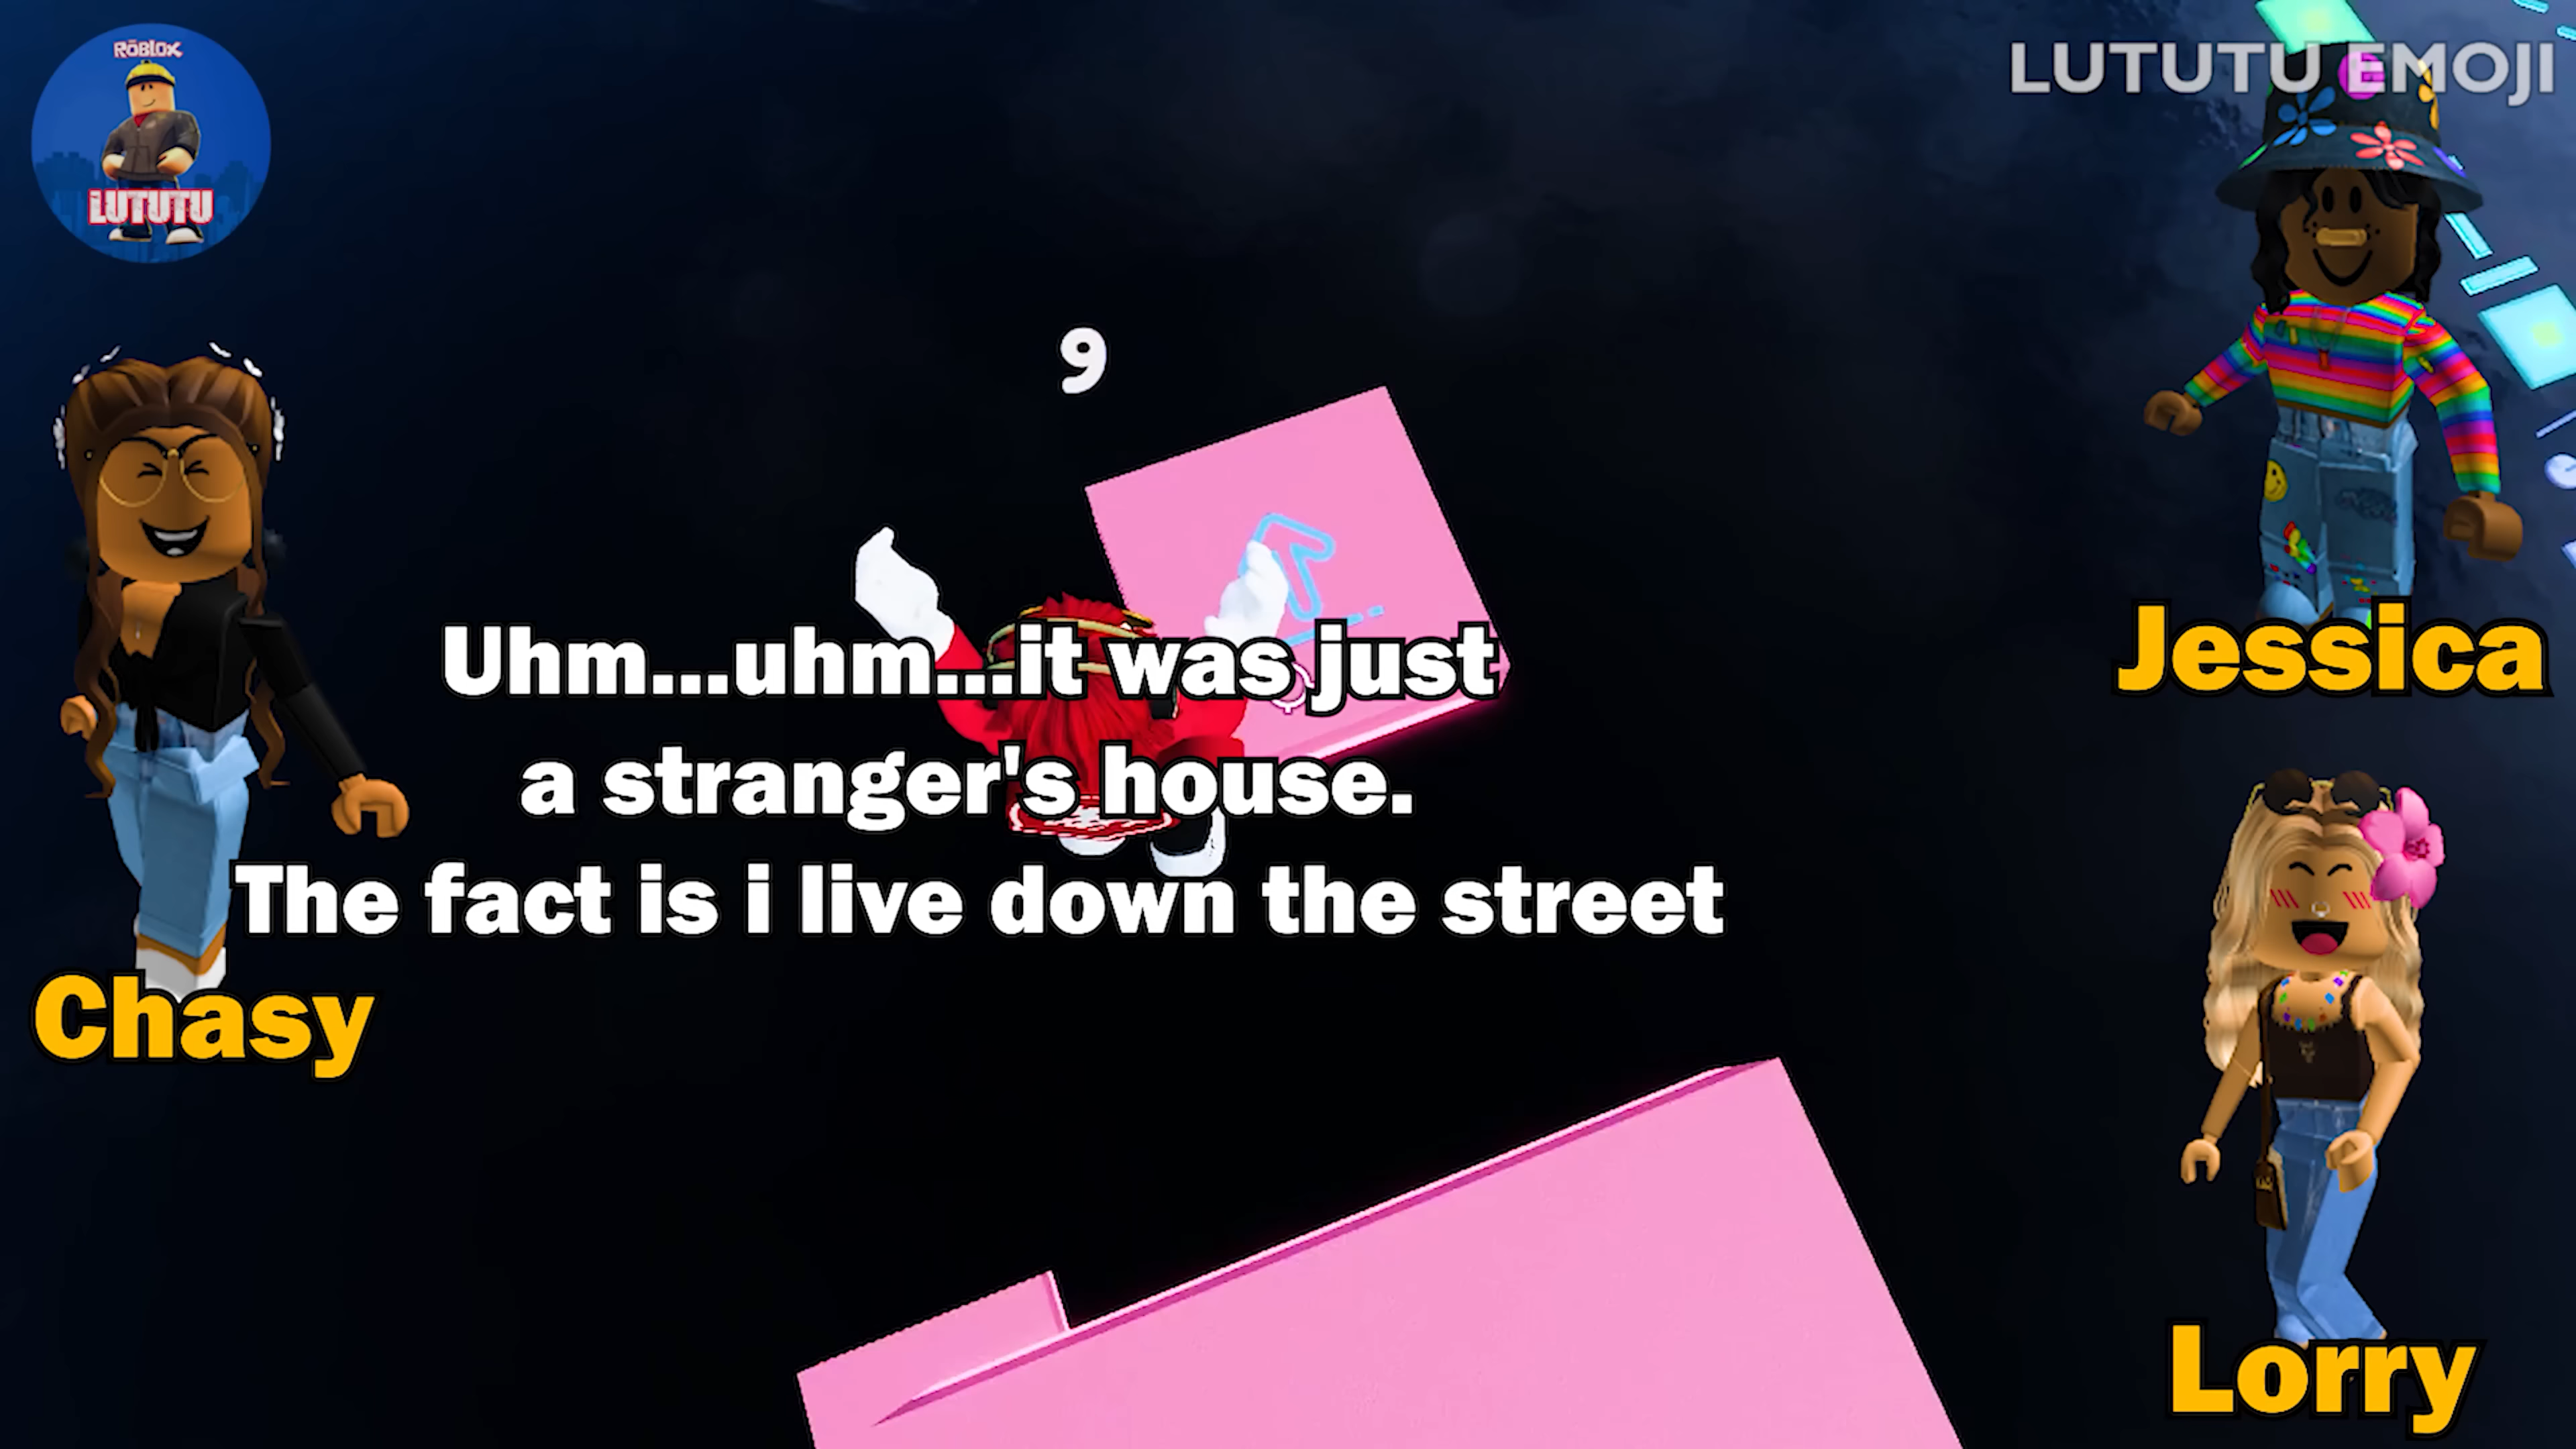 ROBLOX
LUTUTU
LUTUTU EMOJI
9
Uhm...uhm...it was just
a stranger's house.
The fact is i live down the street
Chasy
Jessica
Lorry